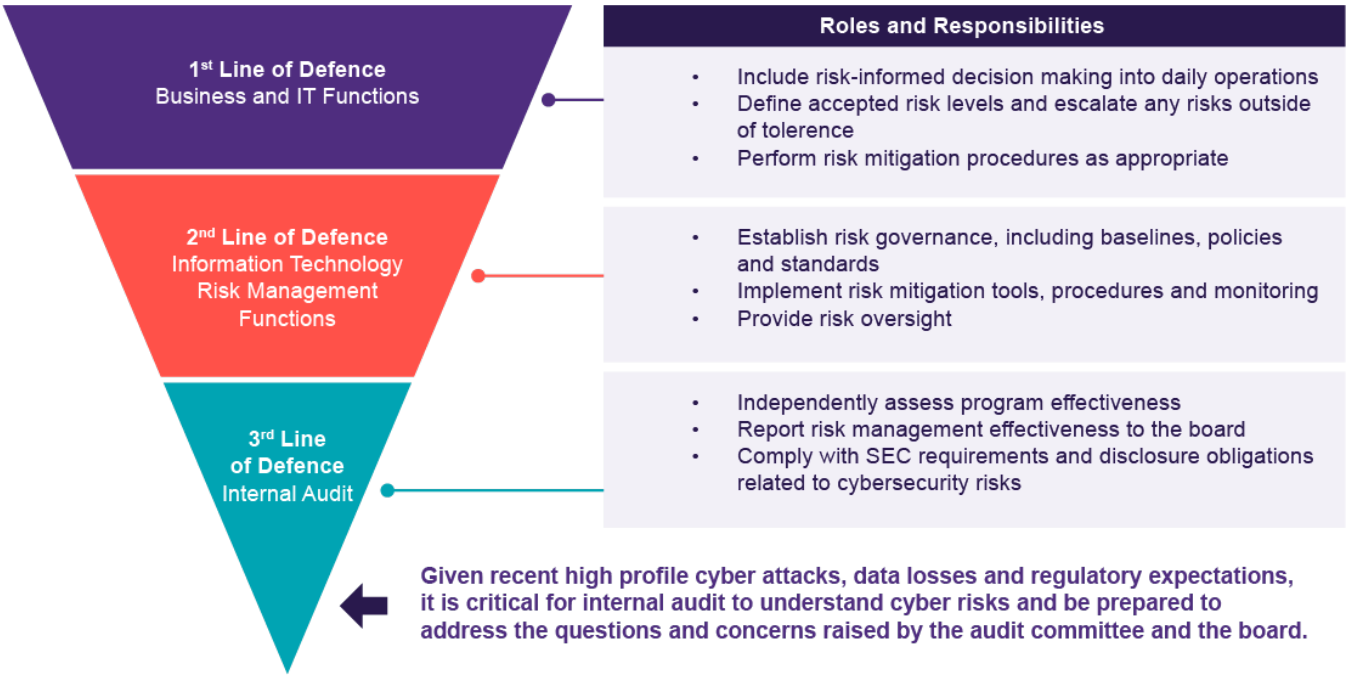 1st Line of Defence
Business and IT Functions
Roles and Responsibilities
• Include risk-informed decision making into daily operations
• Define accepted risk levels and escalate any risks outside
of tolerence
• Perform risk mitigation procedures as appropriate
2nd Line of Defence
Information Technology
Risk Management
Functions
• Establish risk governance, including baselines, policies
and standards
• Implement risk mitigation tools, procedures and monitoring
• Provide risk oversight
3rd Line
of Defence
Internal Audit
• Independently assess program effectiveness
• Report risk management effectiveness to the board
• Comply with SEC requirements and disclosure obligations
related to cybersecurity risks
Given recent high profile cyber attacks, data losses and regulatory expectations,
it is critical for internal audit to understand cyber risks and be prepared to
address the questions and concerns raised by the audit committee and the board.